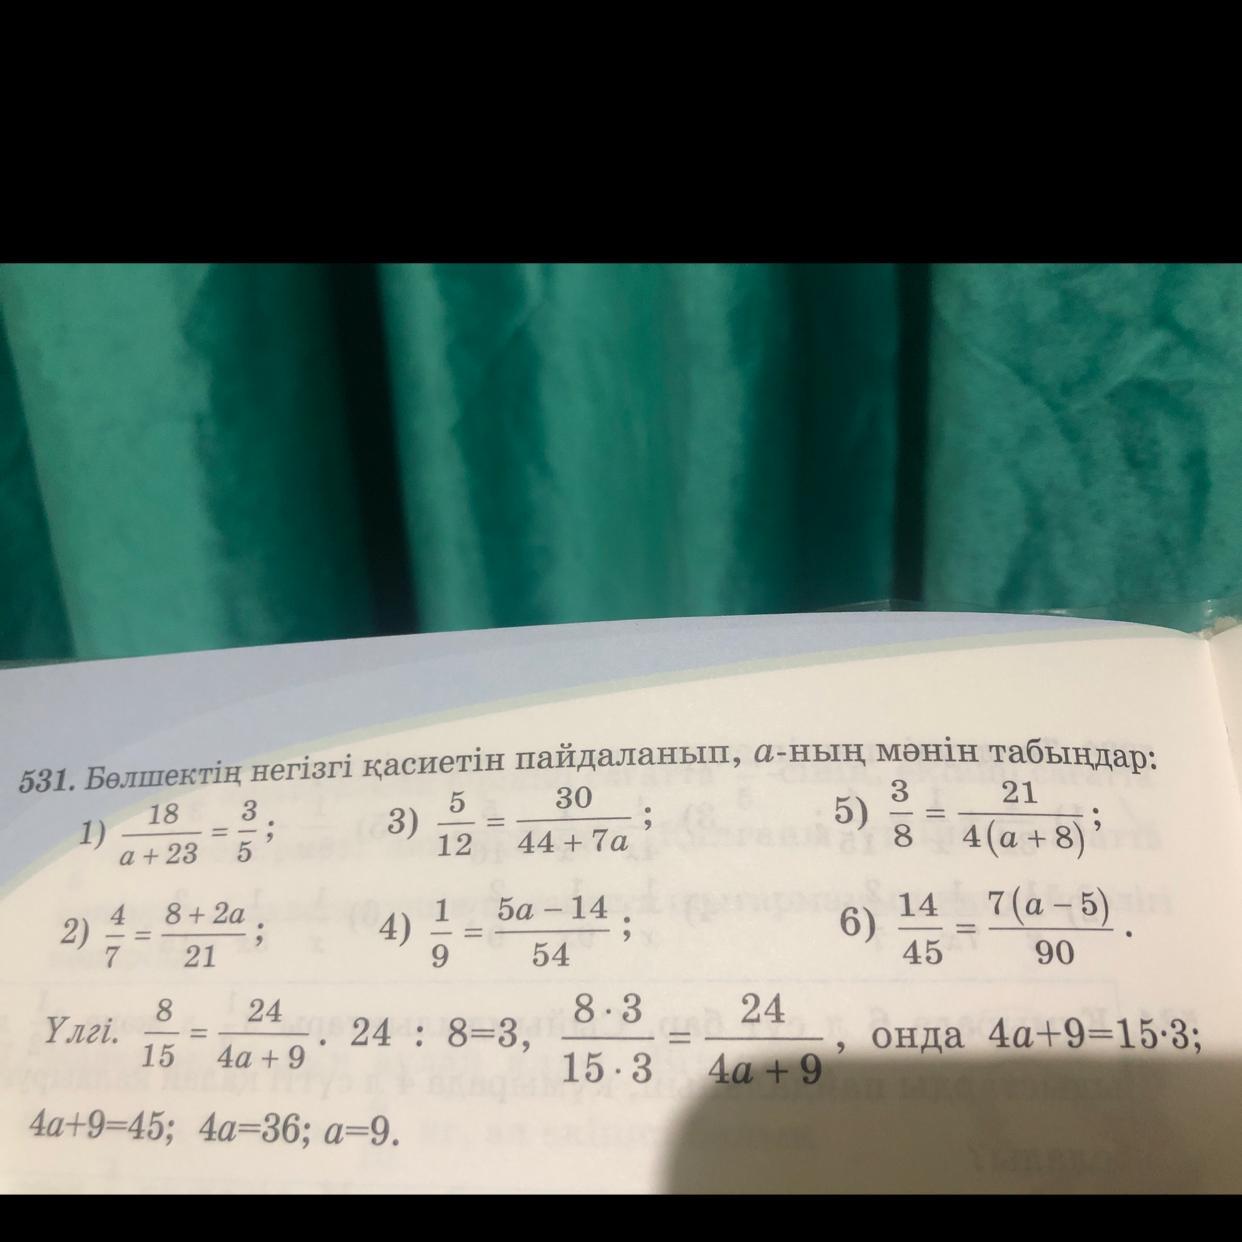 531. Бөлшектің негізгі қасиетін пайдаланып, a-ның мәнін табыңдар:
1) 18/(a + 23) = 3/5; 3) 5/12 = 30/(44 + 7a); 5) 3/8 = 21/(4(a + 8));
2) 4/7 = (8 + 2a)/21; 4) 1/9 = (5a − 14)/54; 6) 14/45 = 7(a − 5)/90.
Үлгі. 8/15 = 24/(4a + 9). 24 : 8=3, (8 · 3)/(15 · 3) = 24/(4a + 9), онда 4a+9=15·3;
4a+9=45; 4a=36; a=9.